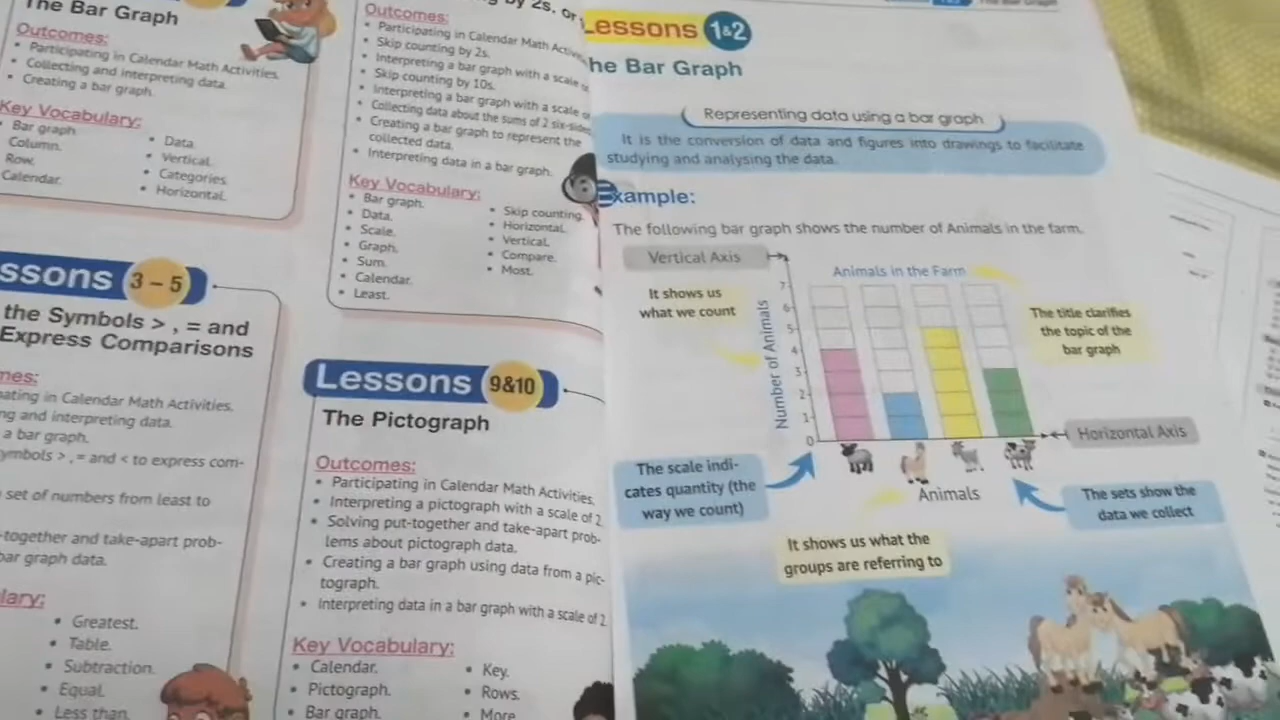 The Bar Graph
Outcomes:
• Participating in Calendar Math Activities.
• Collecting and interpreting data.
• Creating a bar graph.
Key Vocabulary:
Bar graph.
Column.
Row.
Calendar.
• Data.
• Vertical.
• Categories
• Horizontal.
ssons 3 – 5
the Symbols > , = and
Express Comparisons
mes:
ating in Calendar Math Activities.
ng and interpreting data.
a bar graph.
ymbols > , = and < to express com-
set of numbers from least to
-together and take-apart prob-
bar graph data.
lary:
• Greatest.
• Table.
• Subtraction.
• Equal.
• Less than.
by 2s. or
Outcomes:
• Participating in Calendar Math
• Skip counting by 2s.
• Interpreting a bar graph with a scale
• Skip counting by 10s.
• Interpreting a bar graph with a scale
• Collecting data about the sums of 2 six-side
• Creating a bar graph to represent the
collected data.
• Interpreting data in a bar graph.
Key Vocabulary:
• Bar graph.
• Data.
• Scale.
• Graph.
• Sum.
• Calendar.
• Least.
• Skip counting.
• Horizontal.
• Vertical.
• Compare.
• Most.
Lessons 9&10
The Pictograph
Outcomes:
• Participating in Calendar Math Activities.
• Interpreting a pictograph with a scale of 2
• Solving put-together and take-apart prob-
lems about pictograph data.
• Creating a bar graph using data from a pic-
tograph.
• Interpreting data in a bar graph with a scale of 2
Key Vocabulary:
• Calendar.
• Pictograph.
• Bar graph.
• Key.
• Rows.
• More
Lessons 1&2
he Bar Graph
Representing data using a bar graph
It is the conversion of data and figures into drawings to facilitate
studying and analysing the data.
Example:
The following bar graph shows the number of Animals in the farm.
Vertical Axis
Animals in the Farm
It shows us
what we count
Number of Animals
7
6
5
4
3
2
1
0
The title clarifies
the topic of the
bar graph
Horizontal Axis
The scale indi-
cates quantity (the
way we count)
Animals
The sets show the
data we collect
It shows us what the
groups are referring to